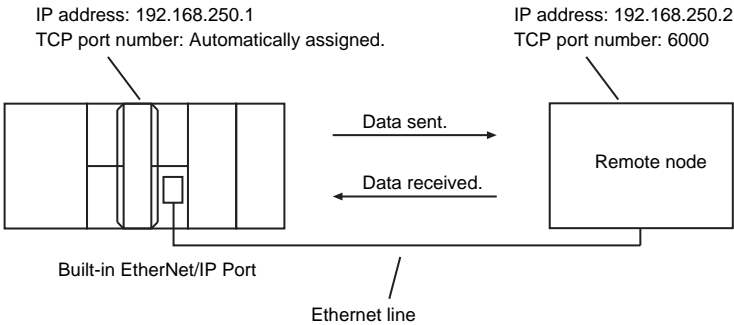 IP address: 192.168.250.1
TCP port number: Automatically assigned.
IP address: 192.168.250.2
TCP port number: 6000
Data sent.
Remote node
Data received.
Built-in EtherNet/IP Port
Ethernet line